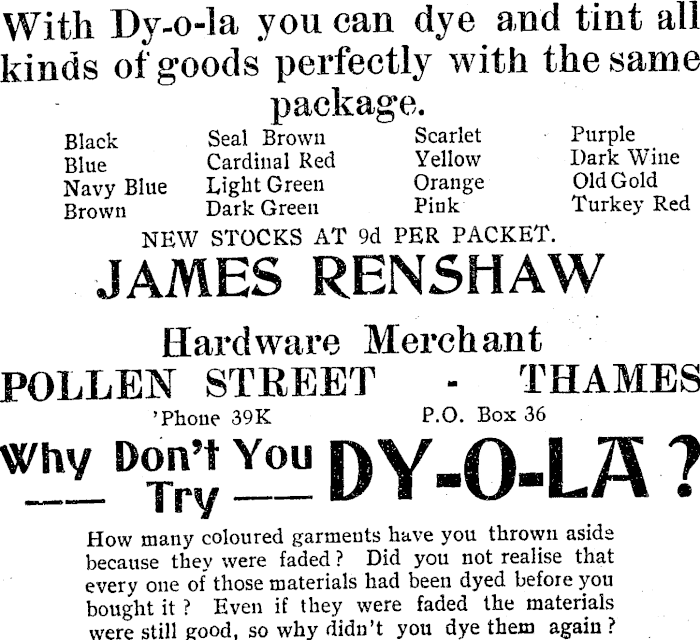 With Dy-o-la you can dye and tint all
kinds of goods perfectly with the same
package.
Black Seal Brown Scarlet Purple
Blue Cardinal Red Yellow Dark Wine
Navy Blue Light Green Orange Old Gold
Brown Dark Green Pink Turkey Red
NEW STOCKS AT 9d PER PACKET.
JAMES RENSHAW
Hardware Merchant
POLLEN STREET - THAMES
'Phone 39K P.O. Box 36
Why Don't You
Try DY-O-LA?
How many coloured garments have you thrown aside
because they were faded? Did you not realise that
every one of those materials had been dyed before you
bought it? Even if they were faded the materials
were still good, so why didn't you dye them again?